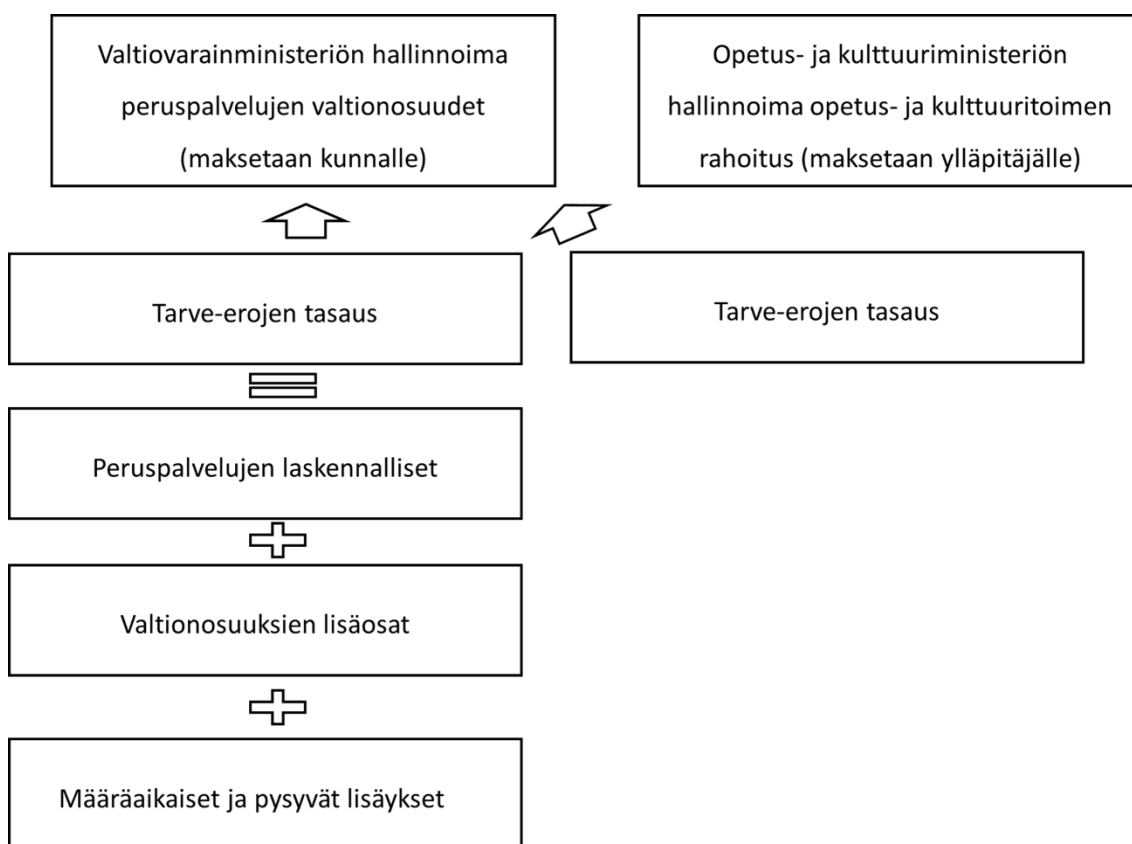 Valtiovarainministeriön hallinnoima
peruspalvelujen valtionosuudet
(maksetaan kunnalle)
Opetus- ja kulttuuriministeriön
hallinnoima opetus- ja kulttuuritoimen
rahoitus (maksetaan ylläpitäjälle)
Tarve-erojen tasaus
Tarve-erojen tasaus
Peruspalvelujen laskennalliset
Valtionosuuksien lisäosat
Määräaikaiset ja pysyvät lisäykset